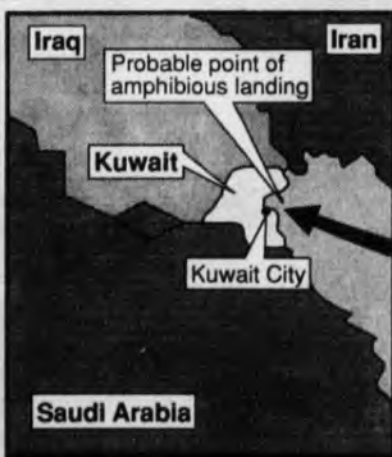 Iraq
Iran
Probable point of
amphibious landing
Kuwait
Kuwait City
Saudi Arabia